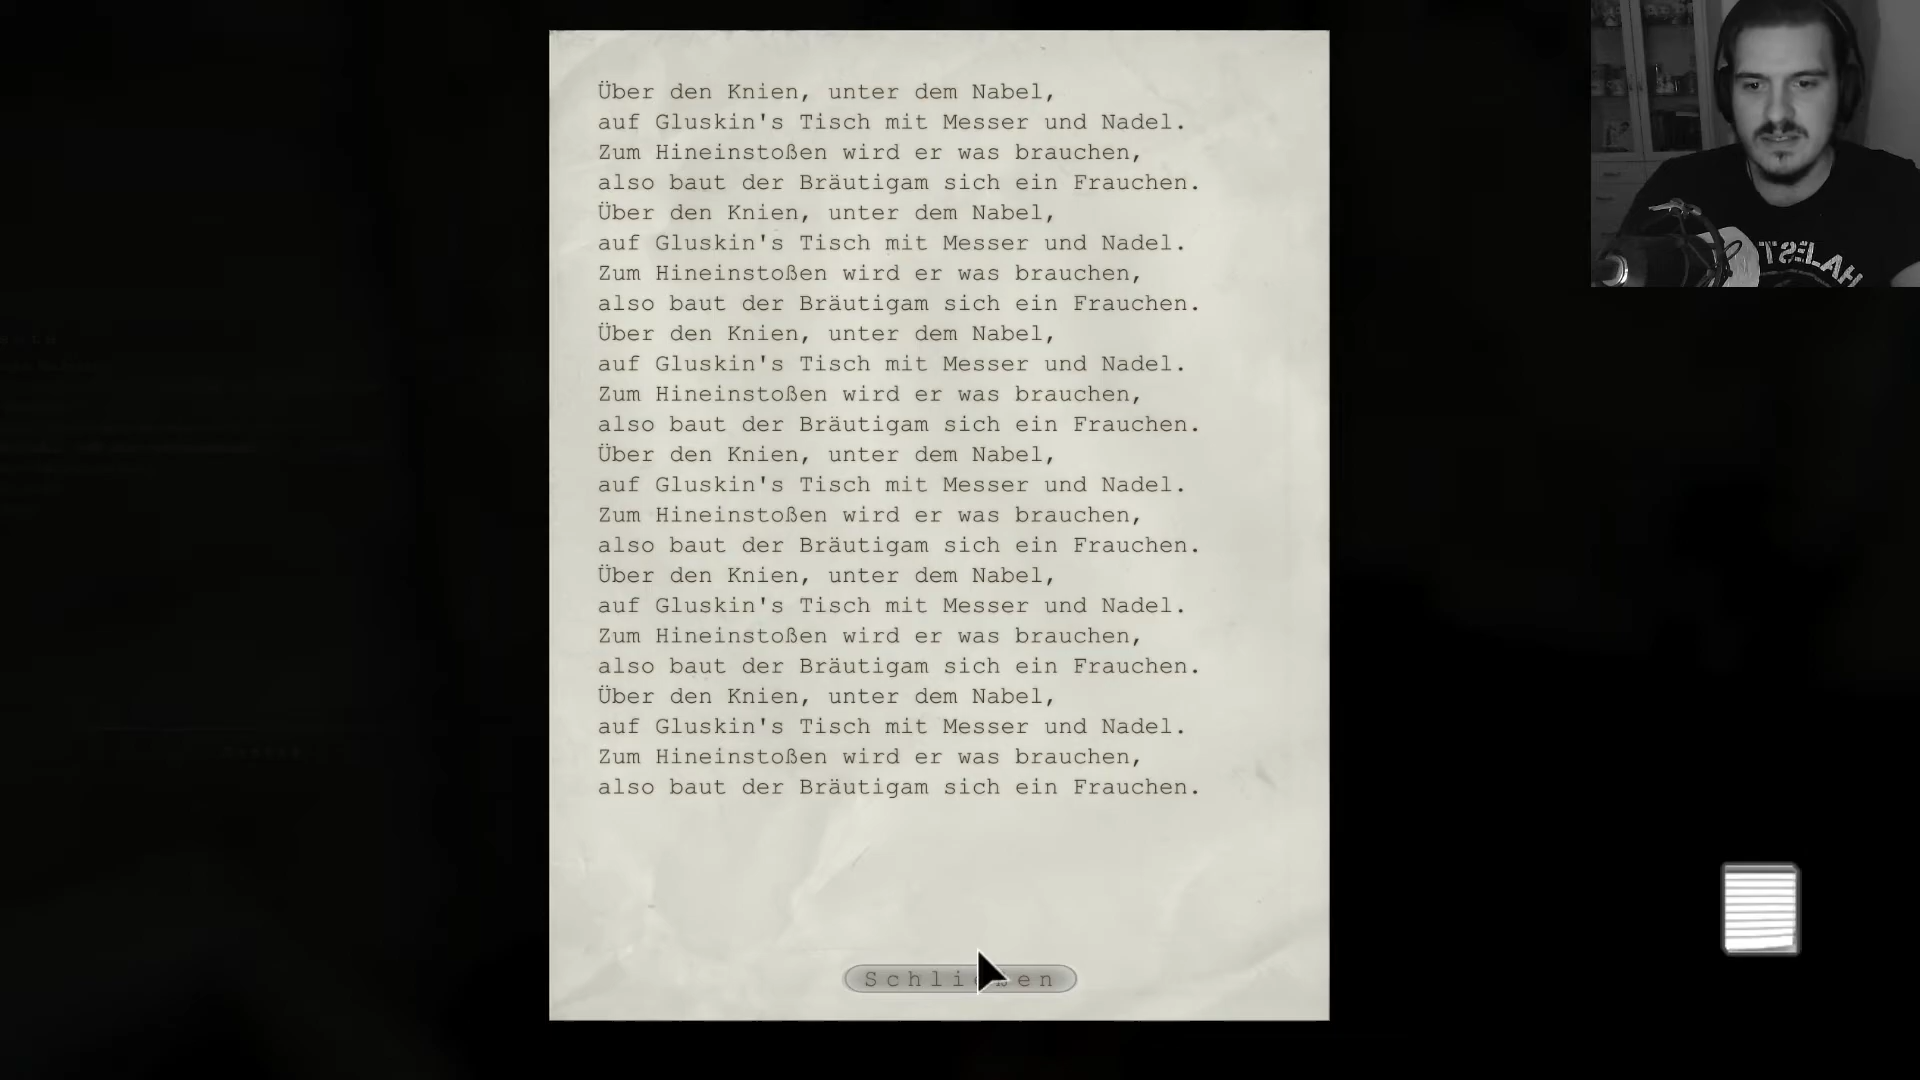 Über den Knien, unter dem Nabel,
auf Gluskin's Tisch mit Messer und Nadel.
Zum Hineinstoßen wird er was brauchen,
also baut der Bräutigam sich ein Frauchen.
Über den Knien, unter dem Nabel,
auf Gluskin's Tisch mit Messer und Nadel.
Zum Hineinstoßen wird er was brauchen,
also baut der Bräutigam sich ein Frauchen.
Über den Knien, unter dem Nabel,
auf Gluskin's Tisch mit Messer und Nadel.
Zum Hineinstoßen wird er was brauchen,
also baut der Bräutigam sich ein Frauchen.
Über den Knien, unter dem Nabel,
auf Gluskin's Tisch mit Messer und Nadel.
Zum Hineinstoßen wird er was brauchen,
also baut der Bräutigam sich ein Frauchen.
Über den Knien, unter dem Nabel,
auf Gluskin's Tisch mit Messer und Nadel.
Zum Hineinstoßen wird er was brauchen,
also baut der Bräutigam sich ein Frauchen.
Über den Knien, unter dem Nabel,
auf Gluskin's Tisch mit Messer und Nadel.
Zum Hineinstoßen wird er was brauchen,
also baut der Bräutigam sich ein Frauchen.
Schließen